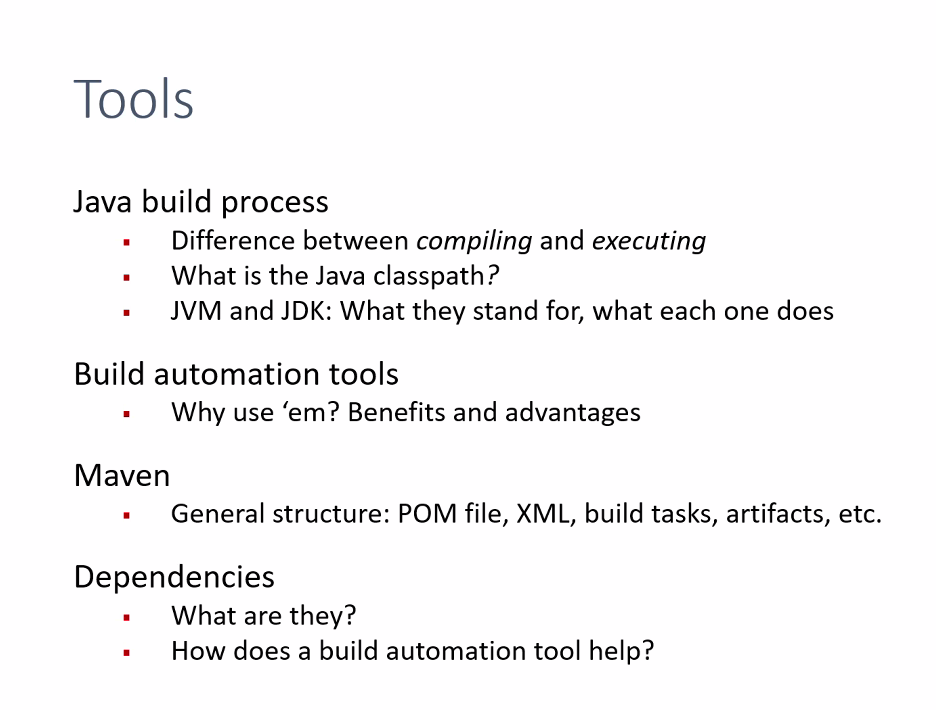 Tools
Java build process
▪ Difference between compiling and executing
▪ What is the Java classpath?
▪ JVM and JDK: What they stand for, what each one does
Build automation tools
▪ Why use ‘em? Benefits and advantages
Maven
▪ General structure: POM file, XML, build tasks, artifacts, etc.
Dependencies
▪ What are they?
▪ How does a build automation tool help?